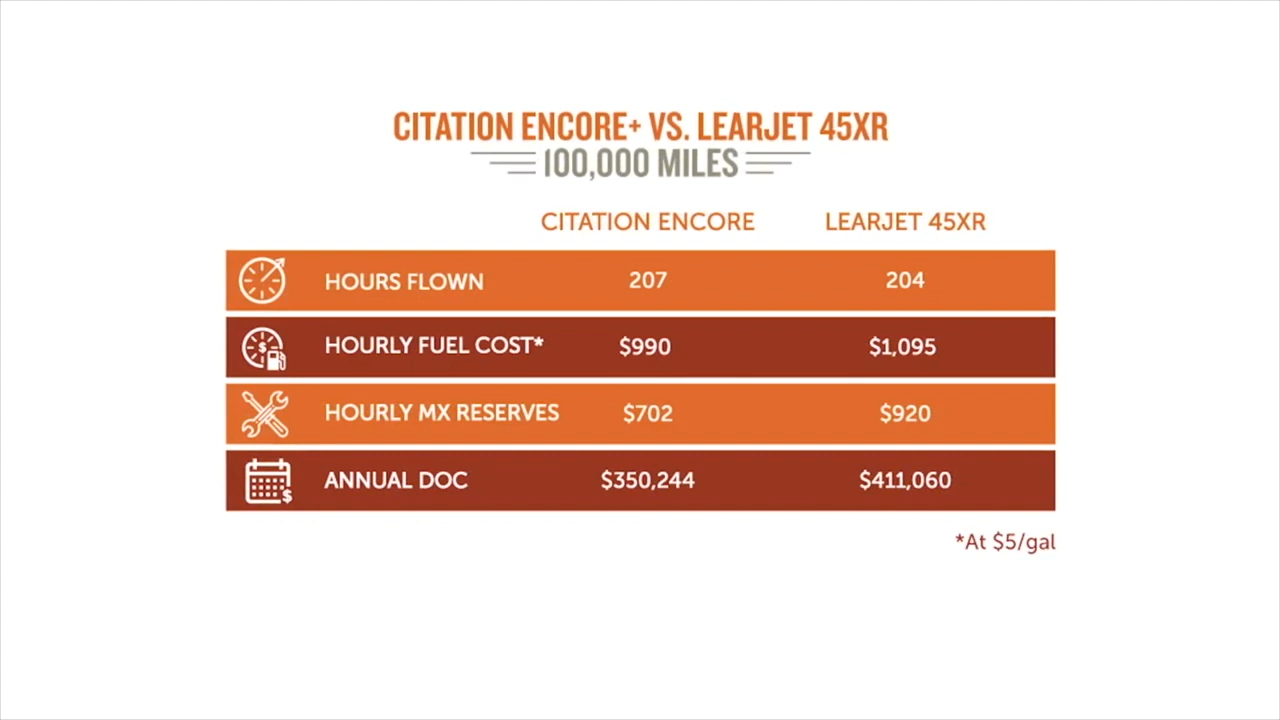 CITATION ENCORE+ VS. LEARJET 45XR
100,000 MILES
CITATION ENCORE LEARJET 45XR
HOURS FLOWN 207 204
HOURLY FUEL COST* $990 $1,095
HOURLY MX RESERVES $702 $920
ANNUAL DOC $350,244 $411,060
*At $5/gal